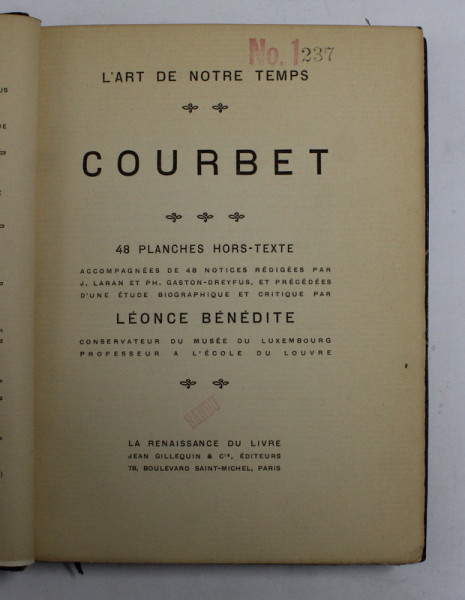 No. 1237
L'ART DE NOTRE TEMPS
COURBET
48 PLANCHES HORS-TEXTE
ACCOMPAGNÉES DE 48 NOTICES RÉDIGÉES PAR
J. LARAN ET PH. GASTON-DREYFUS, ET PRÉCÉDÉES
D'UNE ÉTUDE BIOGRAPHIQUE ET CRITIQUE PAR
LÉONCE BÉNÉDITE
CONSERVATEUR DU MUSÉE DU LUXEMBOURG
PROFESSEUR A L'ÉCOLE DU LOUVRE
LA RENAISSANCE DU LIVRE
JEAN GILLEQUIN & Cie, ÉDITEURS
78, BOULEVARD SAINT-MICHEL, PARIS